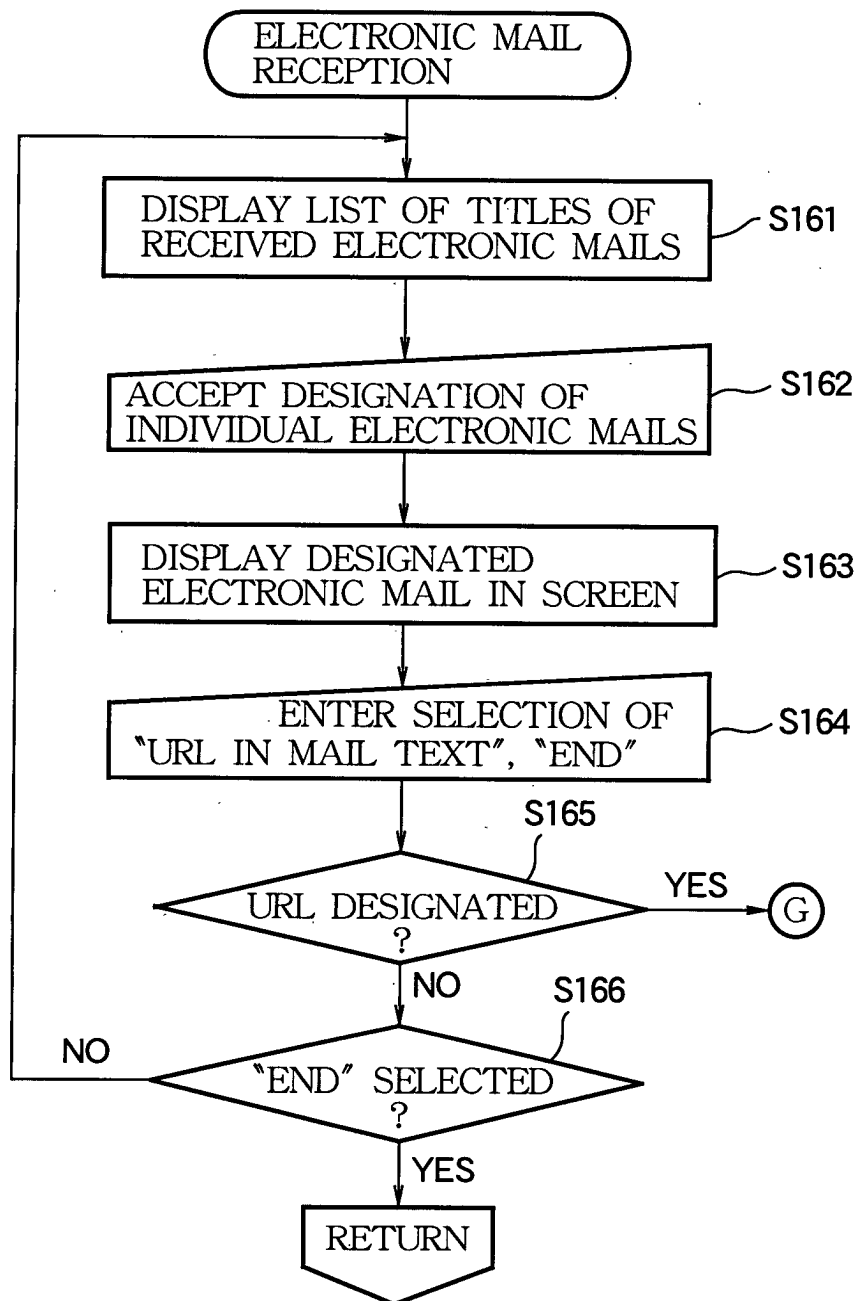 ELECTRONIC MAIL
RECEPTION
DISPLAY LIST OF TITLES OF
RECEIVED ELECTRONIC MAILS
S161
ACCEPT DESIGNATION OF
INDIVIDUAL ELECTRONIC MAILS
S162
DISPLAY DESIGNATED
ELECTRONIC MAIL IN SCREEN
S163
ENTER SELECTION OF
"URL IN MAIL TEXT", "END"
S164
S165
URL DESIGNATED
?
YES
G
NO
S166
NO
"END" SELECTED
?
YES
RETURN